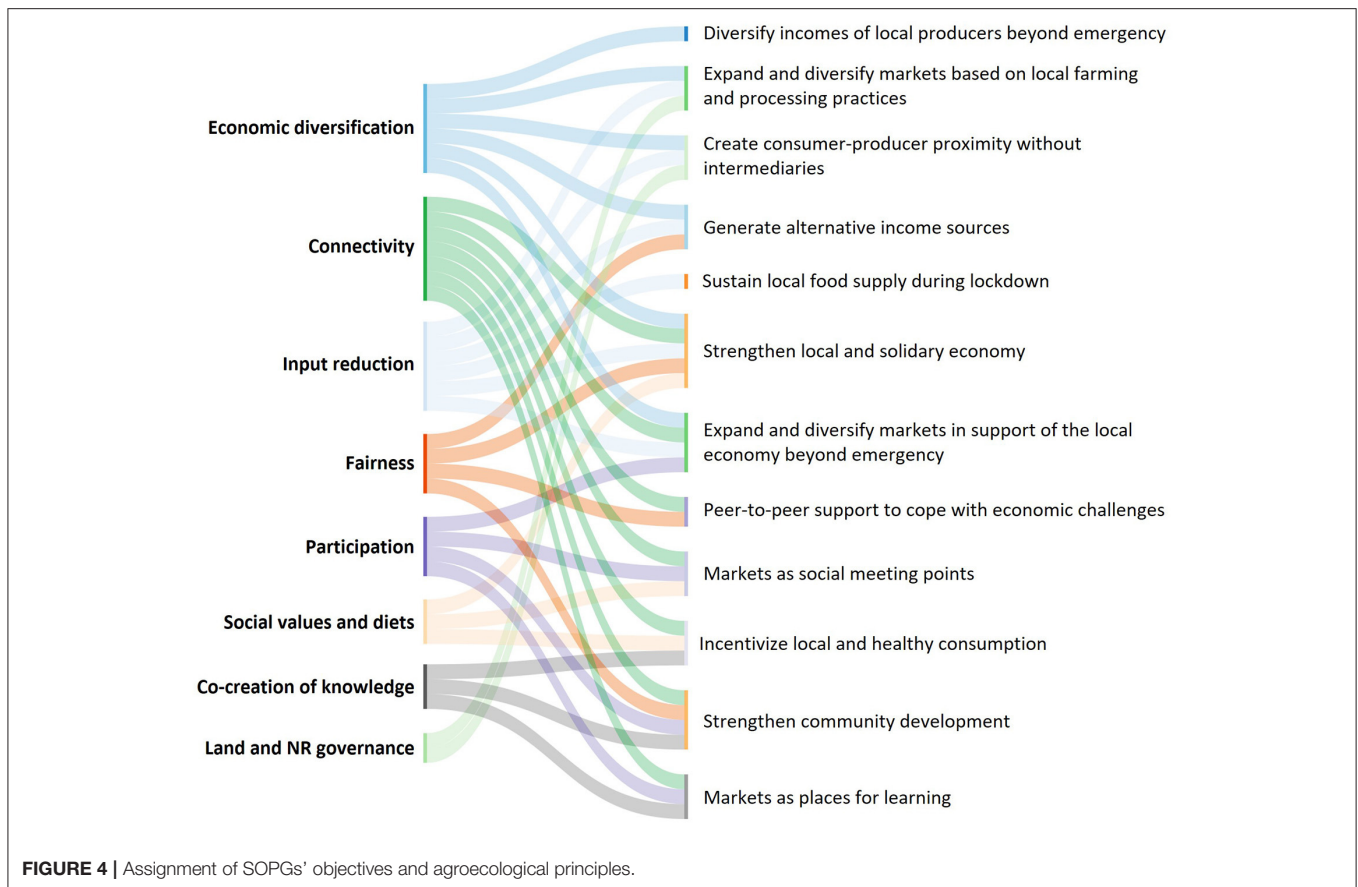 Economic diversification
Connectivity
Input reduction
Fairness
Participation
Social values and diets
Co-creation of knowledge
Land and NR governance
Diversify incomes of local producers beyond emergency
Expand and diversify markets based on local farming
and processing practices
Create consumer-producer proximity without
intermediaries
Generate alternative income sources
Sustain local food supply during lockdown
Strengthen local and solidary economy
Expand and diversify markets in support of the local
economy beyond emergency
Peer-to-peer support to cope with economic challenges
Markets as social meeting points
Incentivize local and healthy consumption
Strengthen community development
Markets as places for learning
FIGURE 4 | Assignment of SOPGs' objectives and agroecological principles.